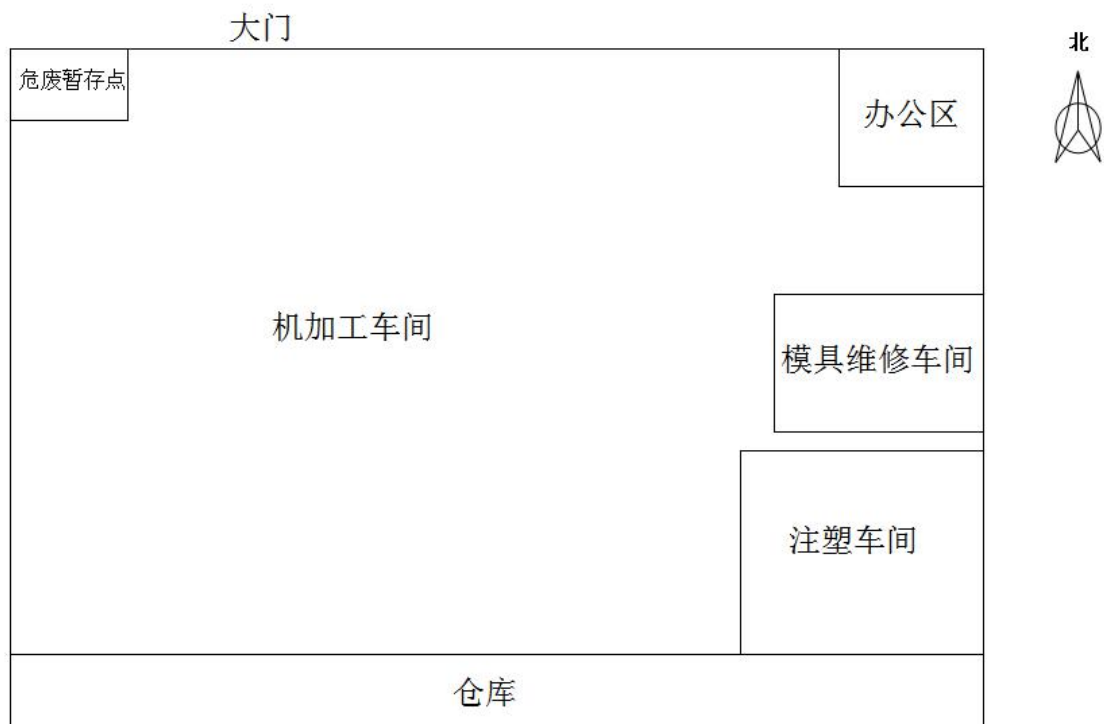 大门
北
危废暂存点
办公区
机加工车间
模具维修车间
注塑车间
仓库